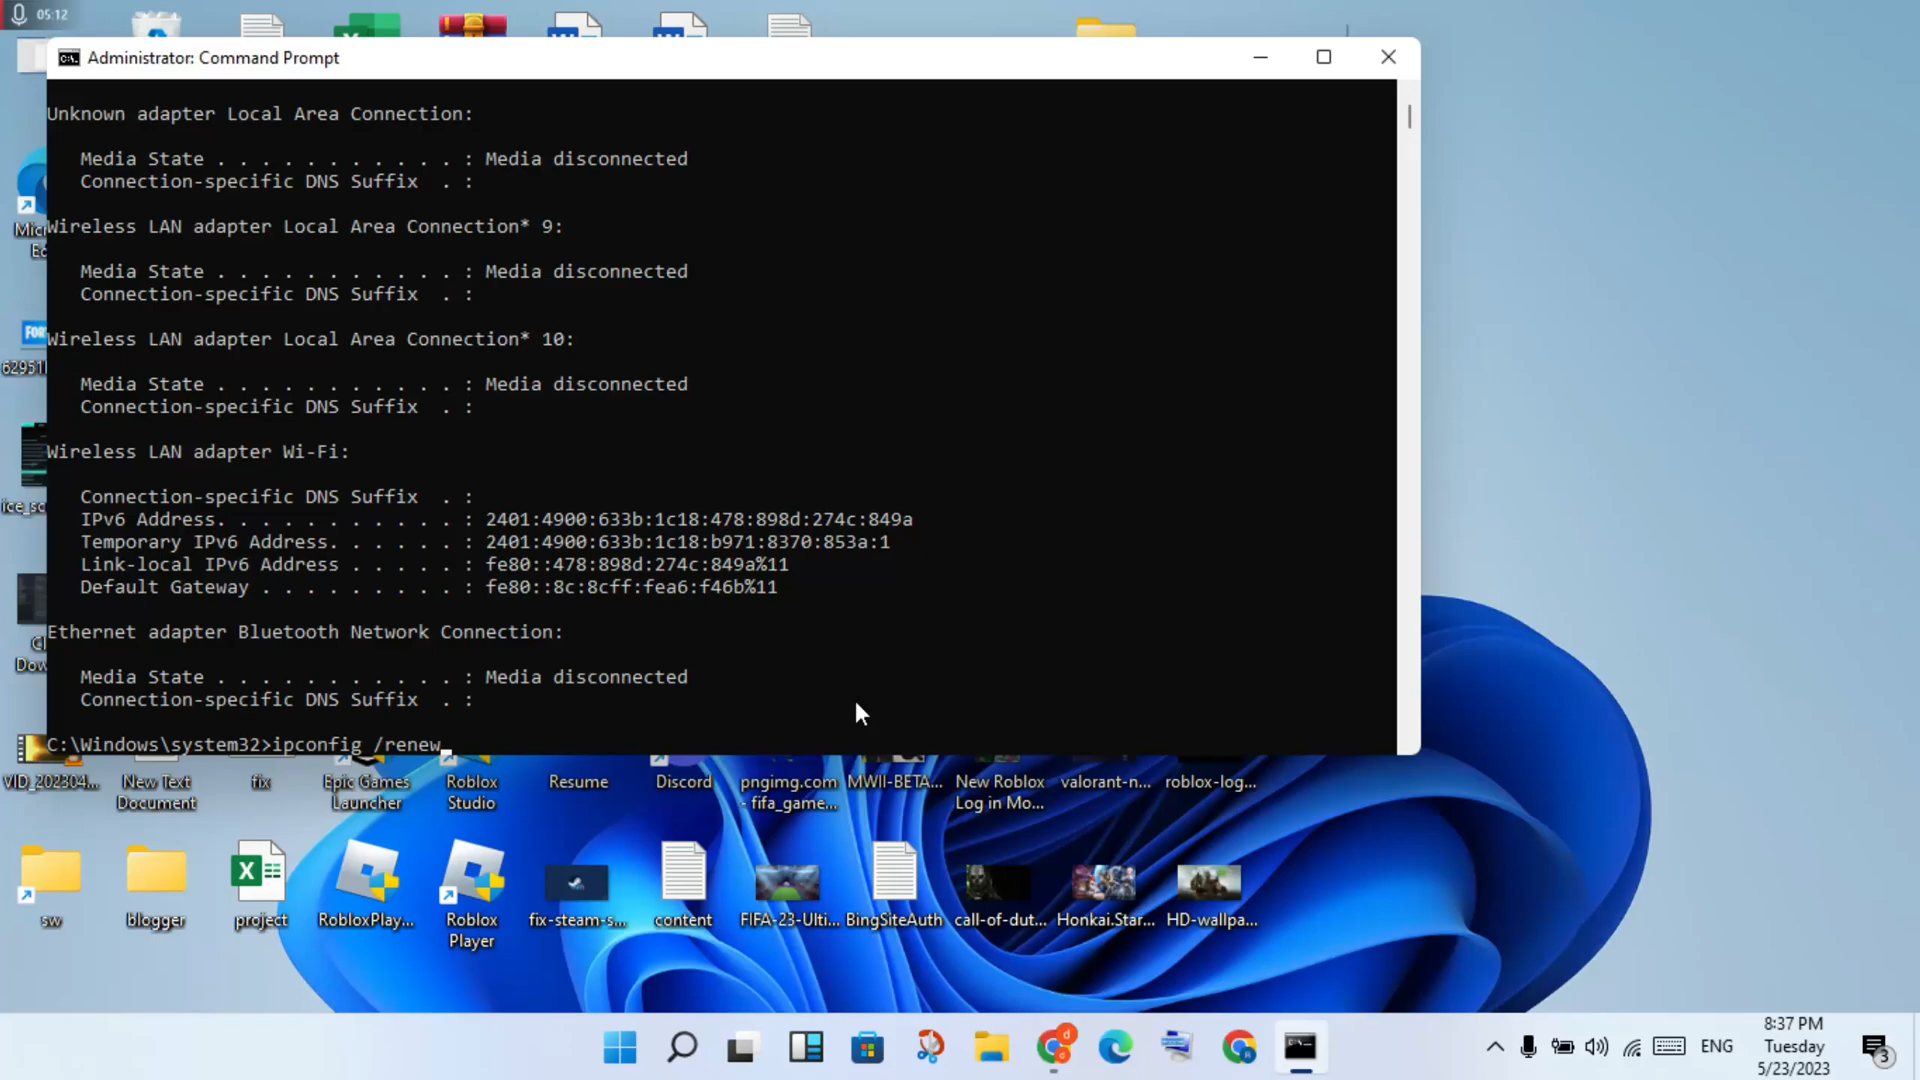 05:12
Administrator: Command Prompt
Unknown adapter Local Area Connection:
Media State . . . . . . . . . . . : Media disconnected
Connection-specific DNS Suffix  . :
Wireless LAN adapter Local Area Connection* 9:
Media State . . . . . . . . . . . : Media disconnected
Connection-specific DNS Suffix  . :
Wireless LAN adapter Local Area Connection* 10:
Media State . . . . . . . . . . . : Media disconnected
Connection-specific DNS Suffix  . :
Wireless LAN adapter Wi-Fi:
Connection-specific DNS Suffix  . :
IPv6 Address. . . . . . . . . . . : 2401:4900:633b:1c18:478:898d:274c:849a
Temporary IPv6 Address. . . . . . : 2401:4900:633b:1c18:b971:8370:853a:1
Link-local IPv6 Address . . . . . : fe80::478:898d:274c:849a%11
Default Gateway . . . . . . . . . : fe80::8c:8cff:fea6:f46b%11
Ethernet adapter Bluetooth Network Connection:
Media State . . . . . . . . . . . : Media disconnected
Connection-specific DNS Suffix  . :
C:\Windows\system32>ipconfig /renew
VID_202304...
New Text
Document
fix
Epic Games
Launcher
Roblox
Studio
Resume
Discord
pngimg.com
- fifa_game...
MWII-BETA...
New Roblox
Log in Mo...
valorant-n...
roblox-log...
sw
blogger
project
RobloxPlay...
Roblox
Player
fix-steam-s...
content
FIFA-23-Ulti...
BingSiteAuth
call-of-dut...
Honkai.Star...
HD-wallpa...
ENG
8:37 PM
Tuesday
5/23/2023
3